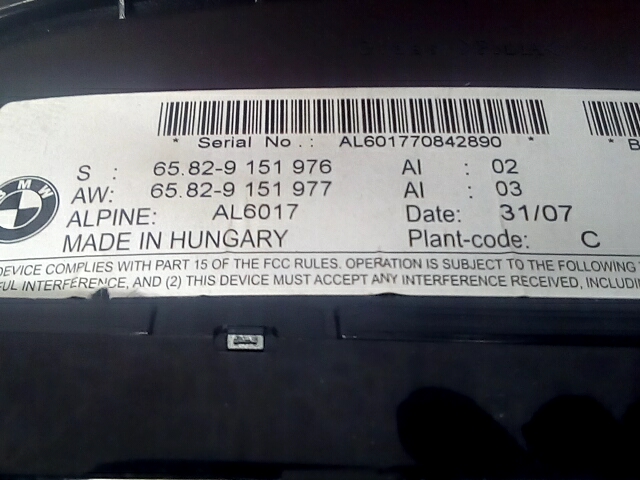 * Serial No.: AL601770842890 *
* B
BMW
S : 65.82-9 151 976 AI : 02
AW: 65.82-9 151 977 AI : 03
ALPINE: AL6017 Date: 31/07
MADE IN HUNGARY Plant-code: C
DEVICE COMPLIES WITH PART 15 OF THE FCC RULES. OPERATION IS SUBJECT TO THE FOLLOWING
FUL INTERFERENCE, AND (2) THIS DEVICE MUST ACCEPT ANY INTERFERENCE RECEIVED, INCLUDIN